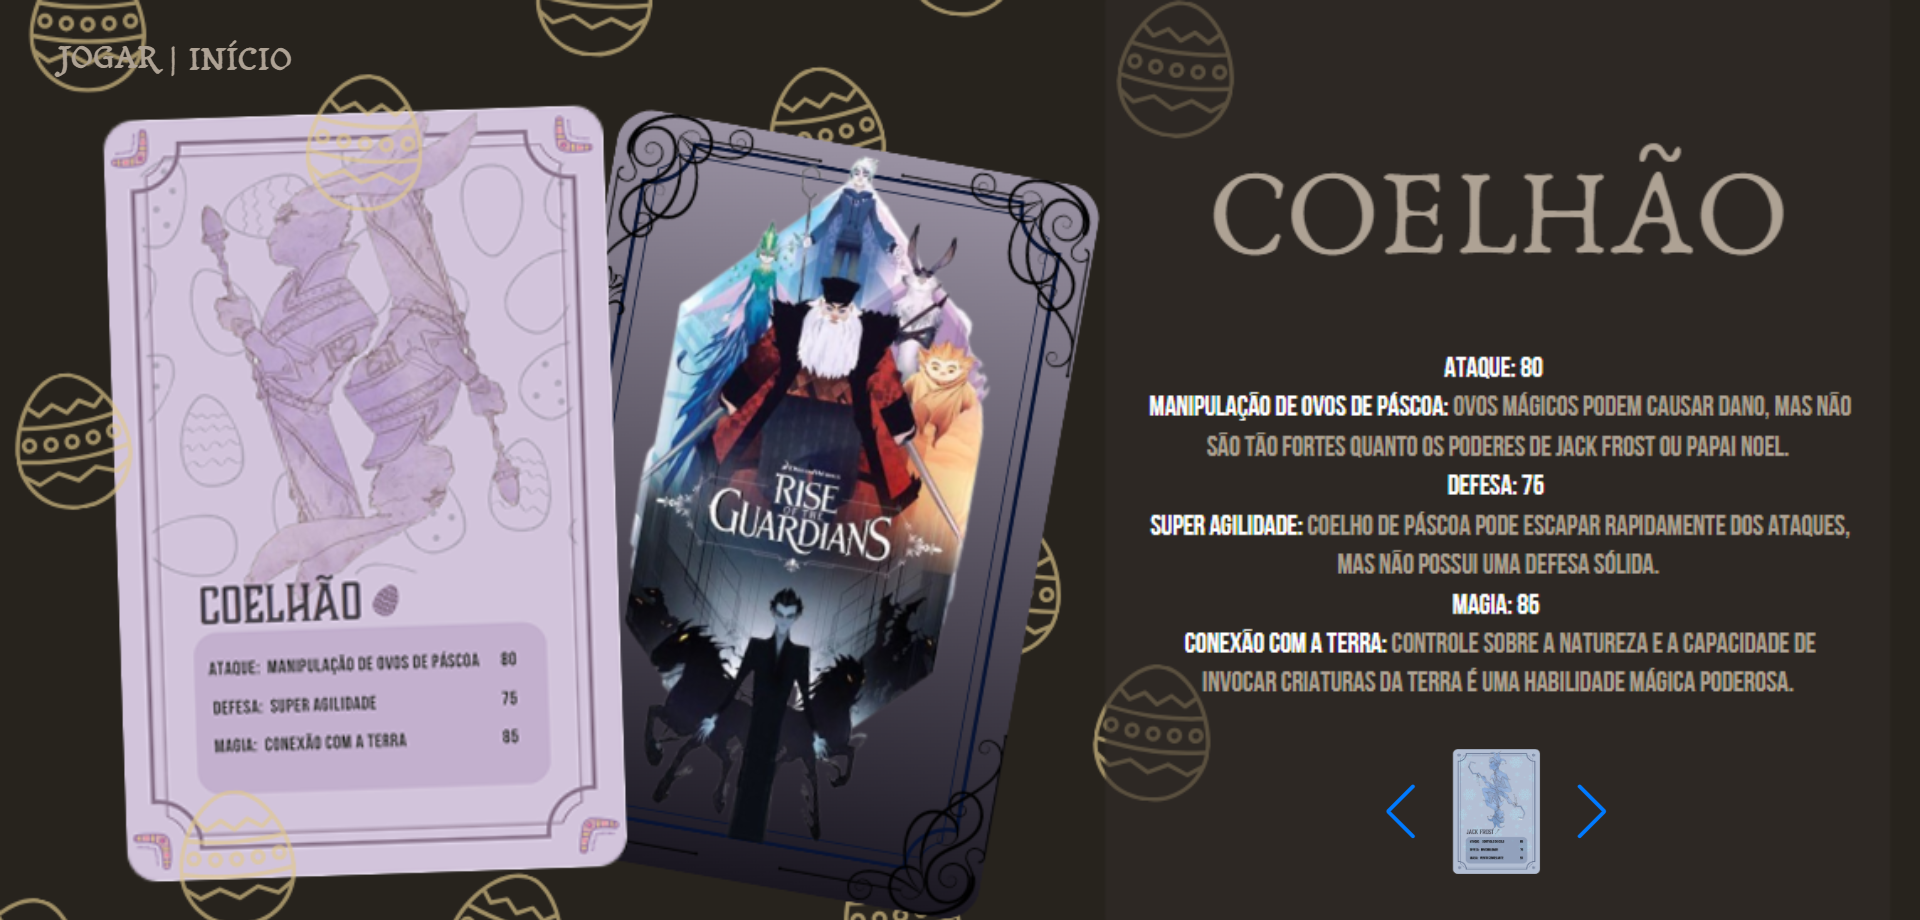 JOGAR | INÍCIO
COELHÃO
ATAQUE: MANIPULAÇÃO DE OVOS DE PÁSCOA 80
DEFESA: SUPER AGILIDADE 75
MAGIA: CONEXÃO COM A TERRA 85
RISE
OF THE
GUARDIANS
COELHÃO
ATAQUE: 80
MANIPULAÇÃO DE OVOS DE PÁSCOA: OVOS MÁGICOS PODEM CAUSAR DANO, MAS NÃO
SÃO TÃO FORTES QUANTO OS PODERES DE JACK FROST OU PAPAI NOEL.
DEFESA: 75
SUPER AGILIDADE: COELHO DE PÁSCOA PODE ESCAPAR RAPIDAMENTE DOS ATAQUES,
MAS NÃO POSSUI UMA DEFESA SÓLIDA.
MAGIA: 85
CONEXÃO COM A TERRA: CONTROLE SOBRE A NATUREZA E A CAPACIDADE DE
INVOCAR CRIATURAS DA TERRA É UMA HABILIDADE MÁGICA PODEROSA.
JACK FROST